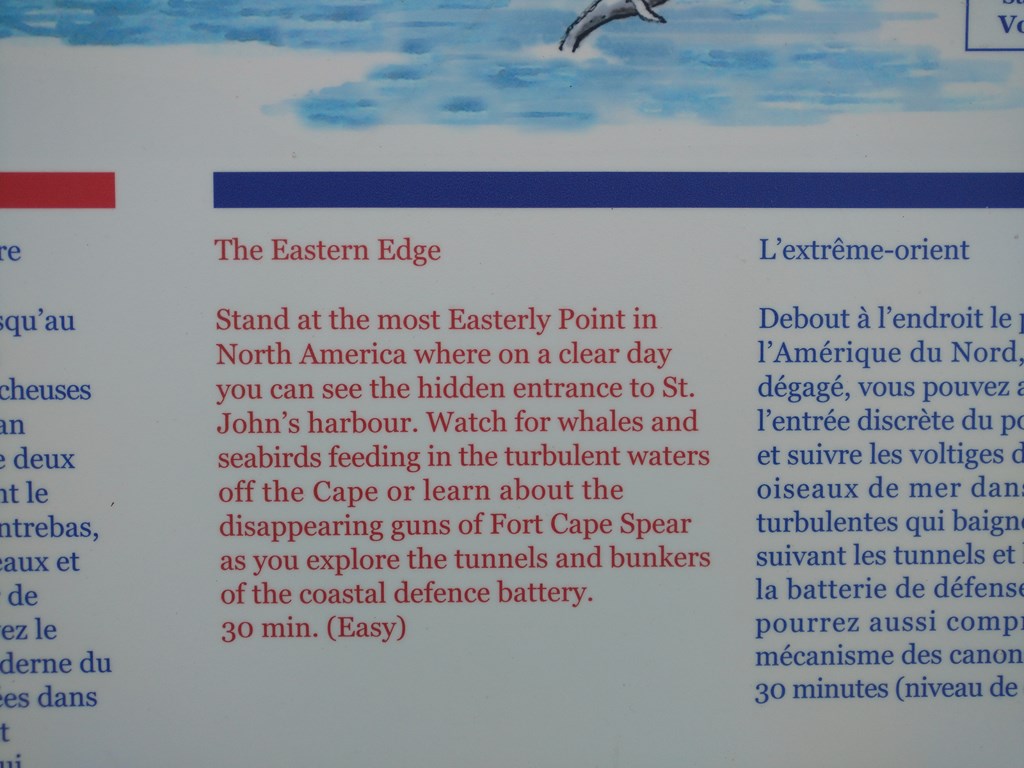 The Eastern Edge
Stand at the most Easterly Point in
North America where on a clear day
you can see the hidden entrance to St.
John's harbour. Watch for whales and
seabirds feeding in the turbulent waters
off the Cape or learn about the
disappearing guns of Fort Cape Spear
as you explore the tunnels and bunkers
of the coastal defence battery.
30 min. (Easy)
L'extrême-orient
Debout à l'endroit le
l'Amérique du Nord,
dégagé, vous pouvez
l'entrée discrète du
et suivre les voltiges
oiseaux de mer
turbulentes qui
suivant les tunnels et
la batterie de
pourrez aussi
mécanisme des
30 minutes (niveau de
deux
le
et
de
le
du
dans